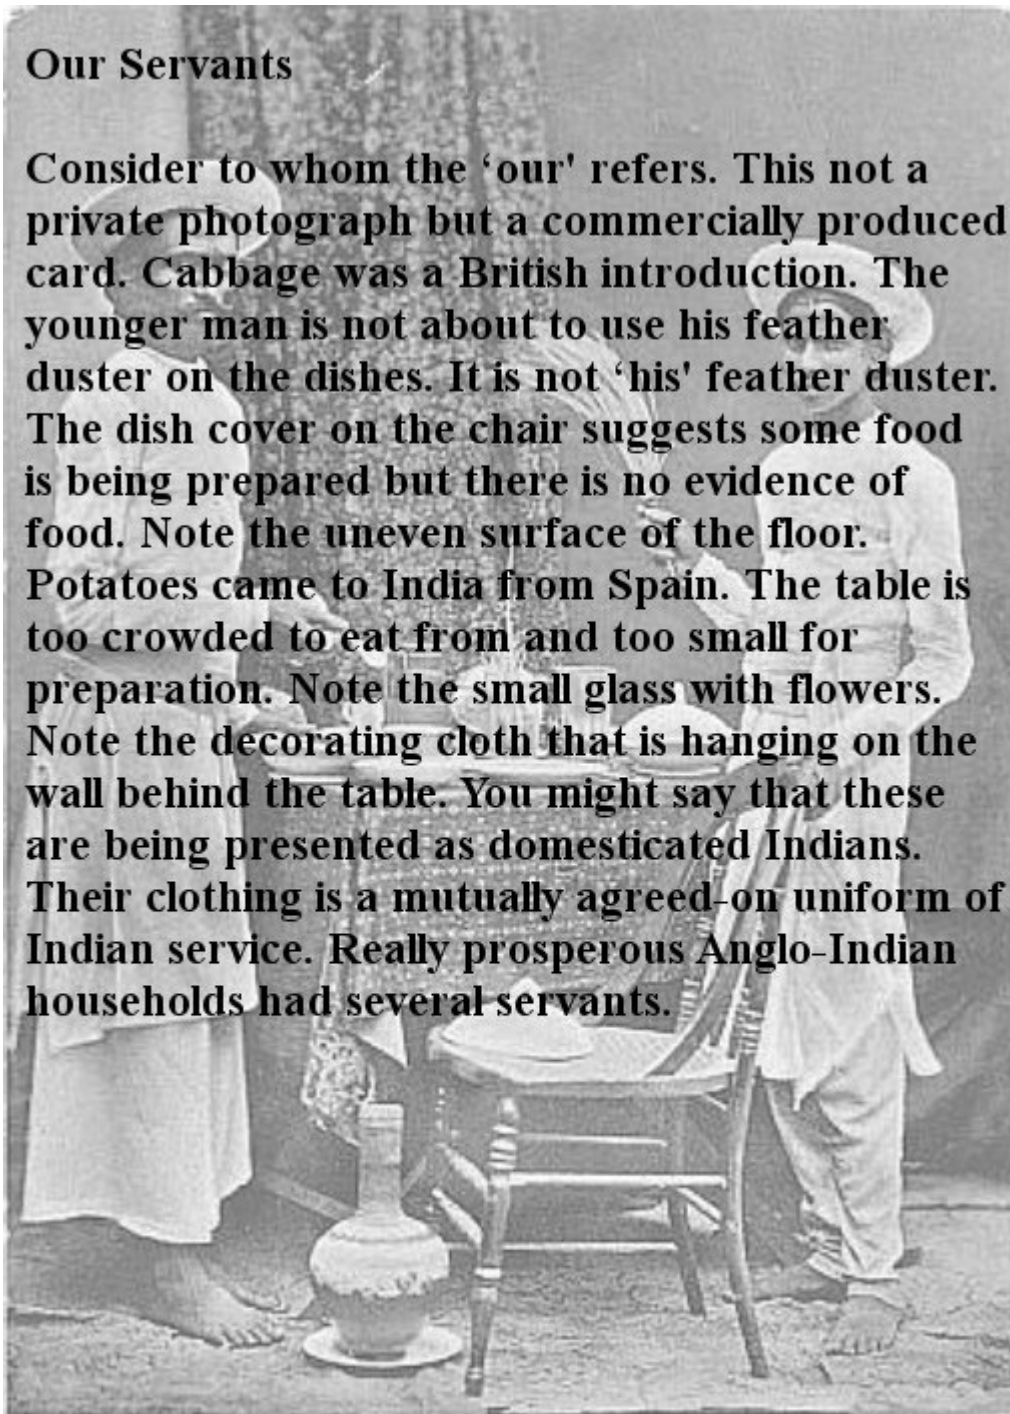 Our Servants
Consider to whom the ‘our' refers. This not a
private photograph but a commercially produced
card. Cabbage was a British introduction. The
younger man is not about to use his feather
duster on the dishes. It is not ‘his' feather duster.
The dish cover on the chair suggests some food
is being prepared but there is no evidence of
food. Note the uneven surface of the floor.
Potatoes came to India from Spain. The table is
too crowded to eat from and too small for
preparation. Note the small glass with flowers.
Note the decorating cloth that is hanging on the
wall behind the table. You might say that these
are being presented as domesticated Indians.
Their clothing is a mutually agreed-on uniform of
Indian service. Really prosperous Anglo-Indian
households had several servants.